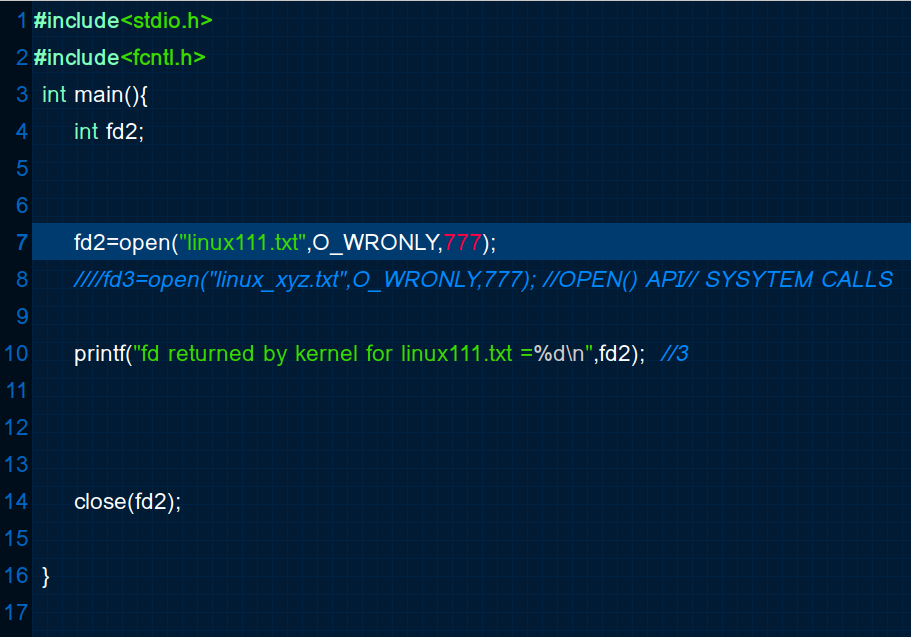 1 #include<stdio.h>
2 #include<fcntl.h>
3 int main(){
4 int fd2;
5
6
7 fd2=open("linux111.txt",O_WRONLY,777);
8 ////fd3=open("linux_xyz.txt",O_WRONLY,777); //OPEN() API// SYSYTEM CALLS
9
10 printf("fd returned by kernel for linux111.txt =%d\n",fd2); //3
11
12
13
14 close(fd2);
15
16 }
17